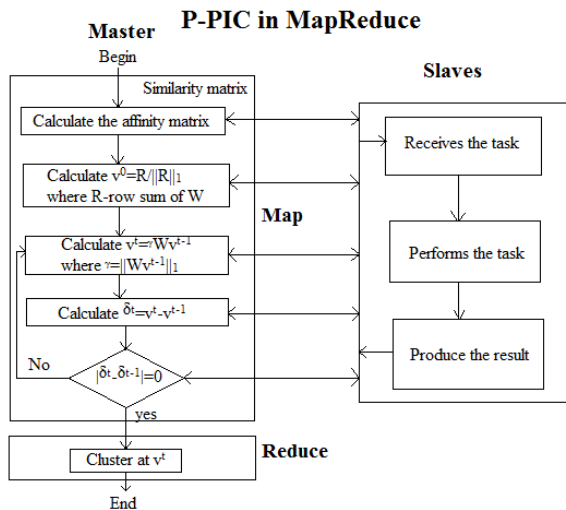 P-PIC in MapReduce
Master
Begin
Similarity matrix
Calculate the affinity matrix
Calculate v⁰=R/||R||₁
where R-row sum of W
Map
Calculate vᵗ=ᵞWvᵗ⁻¹
where ᵞ=||Wvᵗ⁻¹||₁
Calculate δᵗ=vᵗ-vᵗ⁻¹
No
|δᵗ-δᵗ⁻¹|=0
yes
Cluster at vᵗ
Reduce
End
Slaves
Receives the task
Performs the task
Produce the result